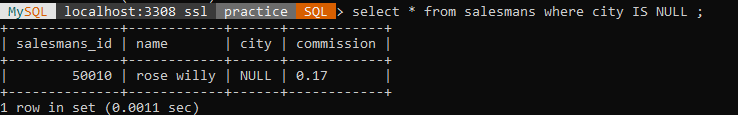 MySQL localhost:3308 ssl practice SQL > select * from salesmans where city IS NULL ;
+--------------+------------+------+------------+
| salesmans_id | name       | city | commission |
+--------------+------------+------+------------+
|        50010 | rose willy | NULL | 0.17       |
+--------------+------------+------+------------+
1 row in set (0.0011 sec)